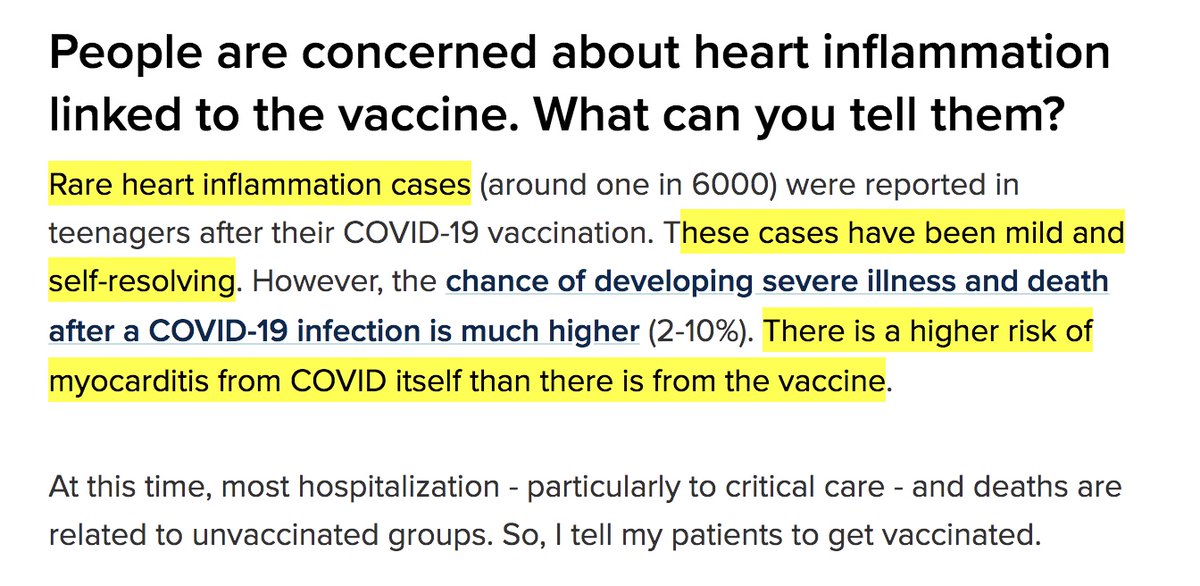 People are concerned about heart inflammation
linked to the vaccine. What can you tell them?
Rare heart inflammation cases (around one in 6000) were reported in
teenagers after their COVID-19 vaccination. These cases have been mild and
self-resolving. However, the chance of developing severe illness and death
after a COVID-19 infection is much higher (2-10%). There is a higher risk of
myocarditis from COVID itself than there is from the vaccine.
At this time, most hospitalization - particularly to critical care - and deaths are
related to unvaccinated groups. So, I tell my patients to get vaccinated.